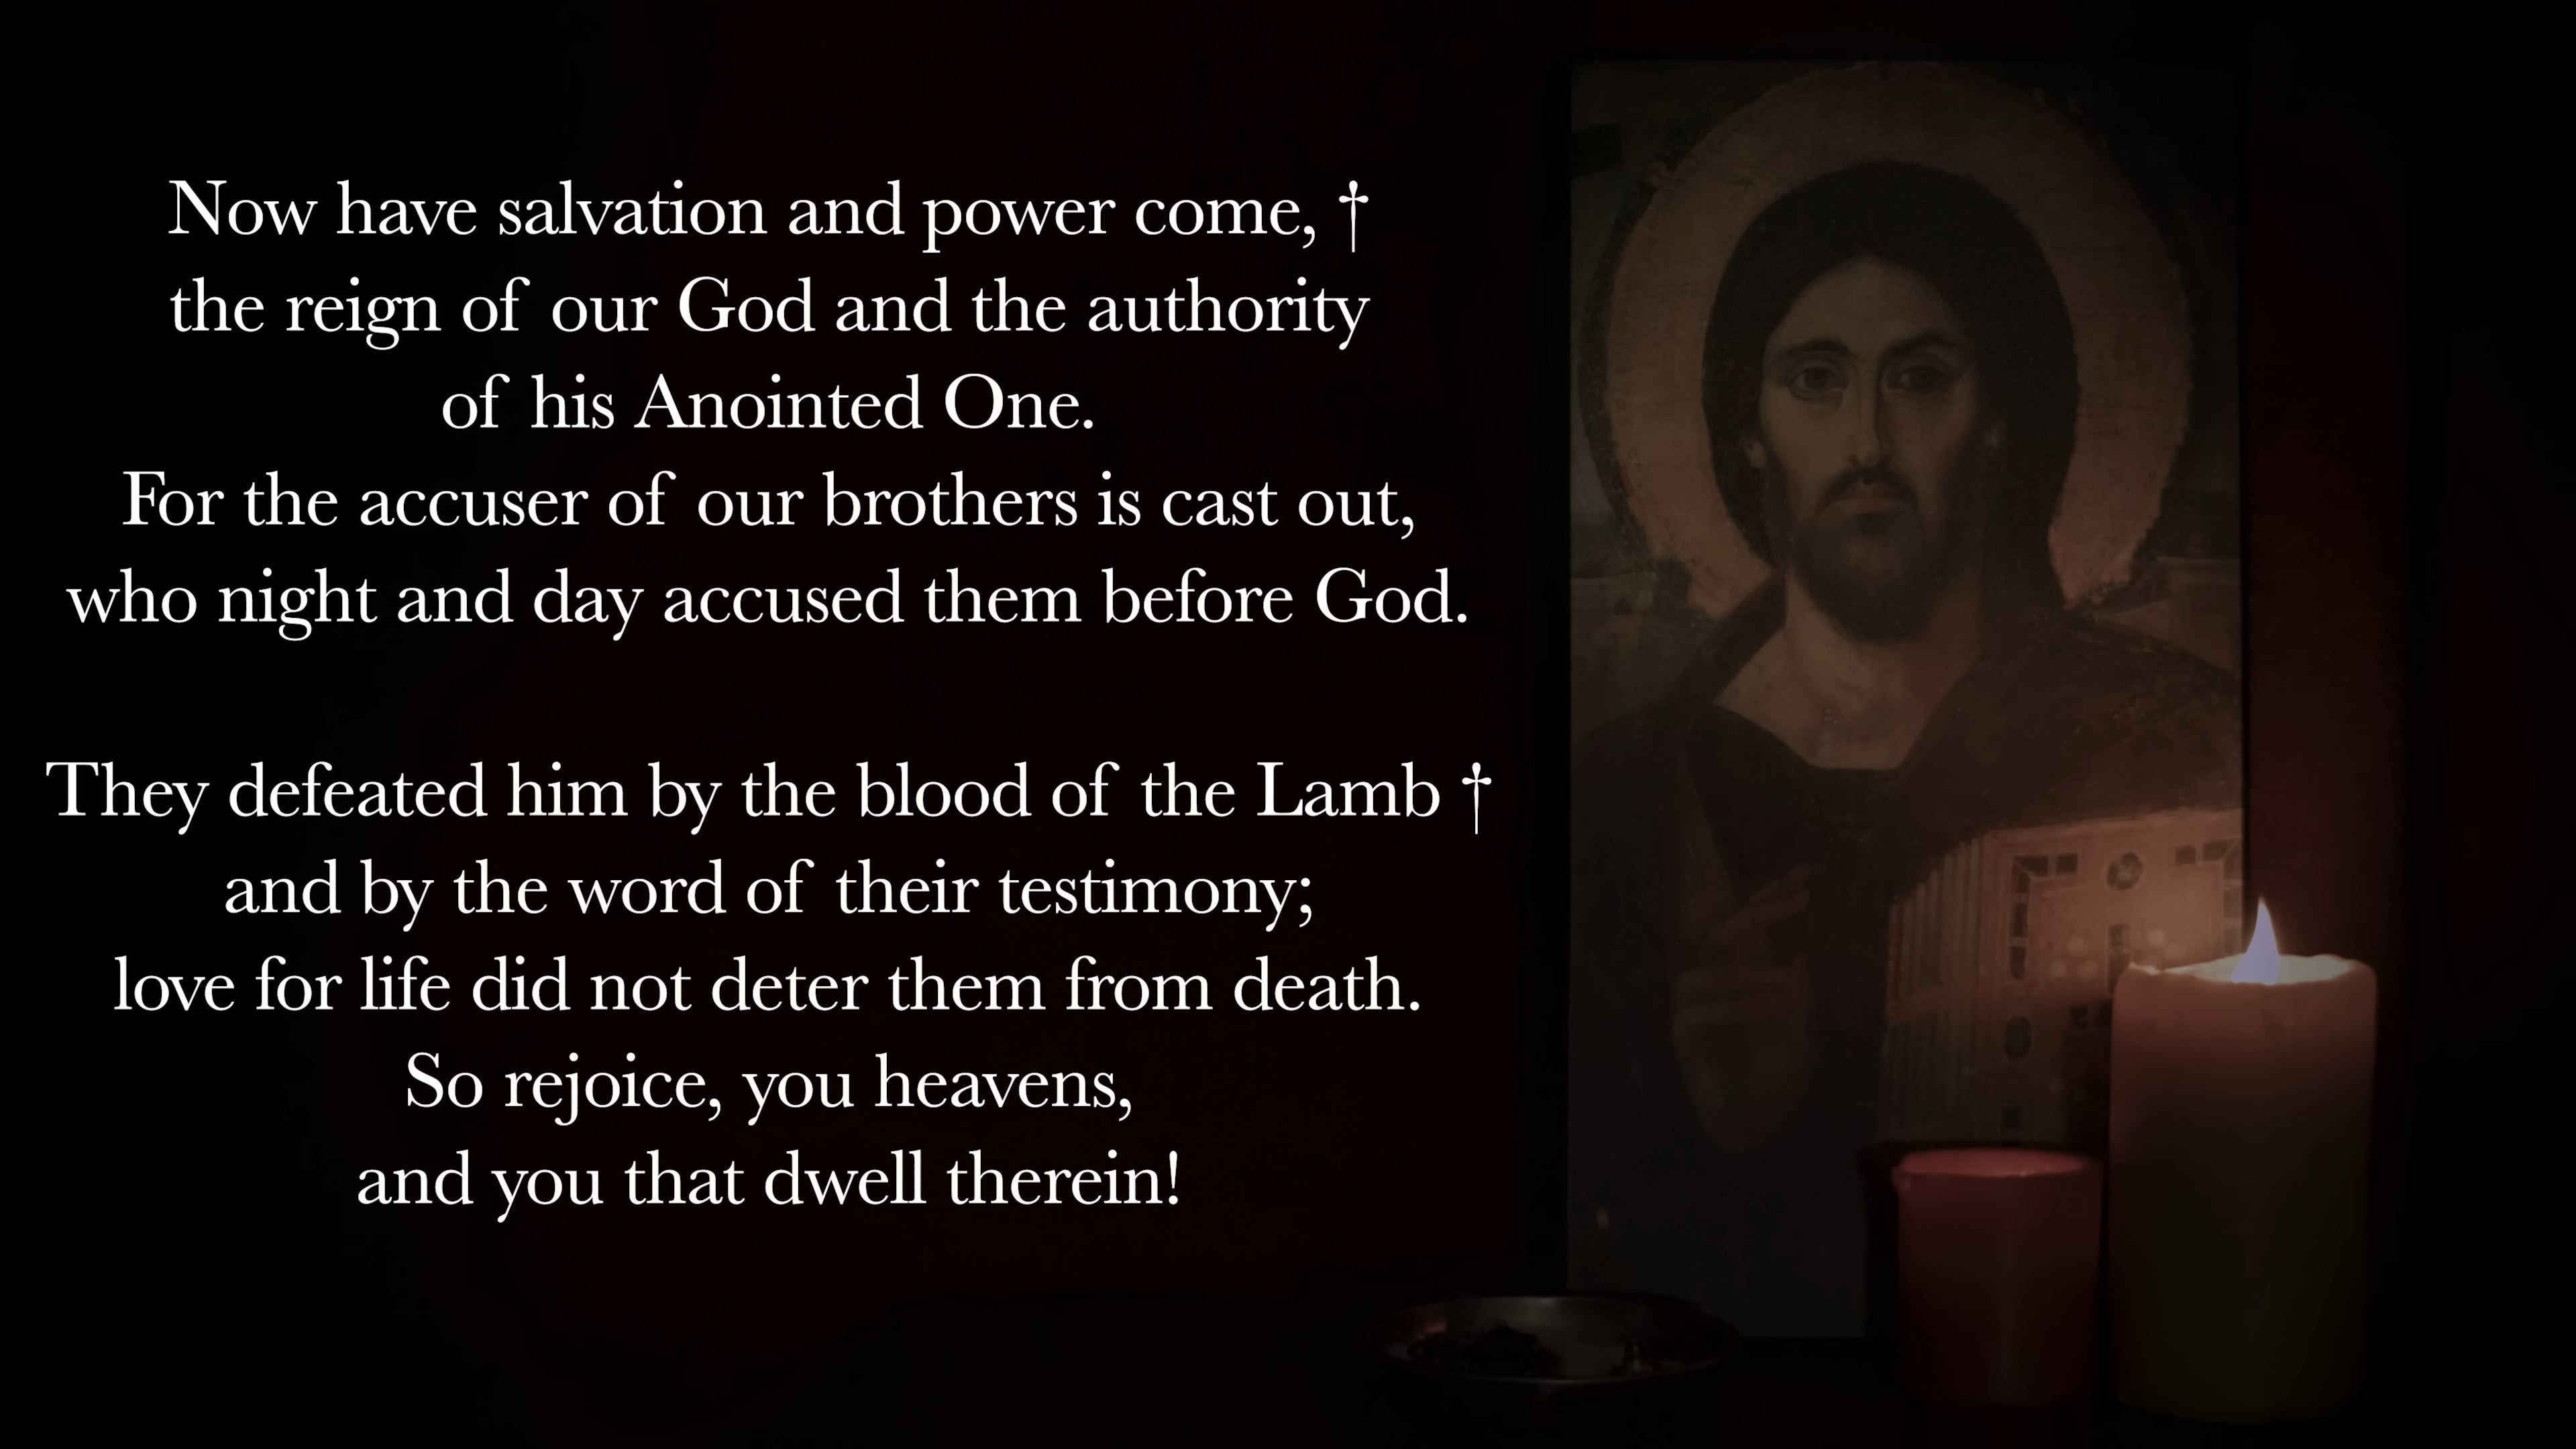 Now have salvation and power come, †
the reign of our God and the authority
of his Anointed One.
For the accuser of our brothers is cast out,
who night and day accused them before God.
They defeated him by the blood of the Lamb †
and by the word of their testimony;
love for life did not deter them from death.
So rejoice, you heavens,
and you that dwell therein!